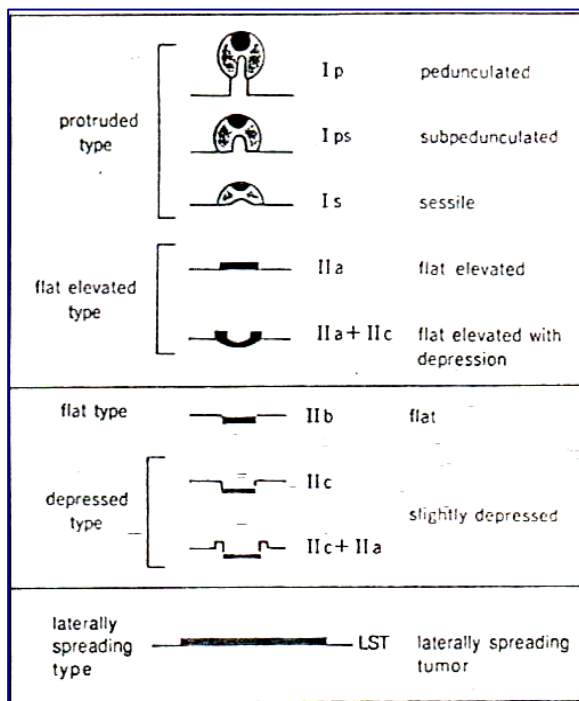 protruded
type
I p pedunculated
I ps subpedunculated
I s sessile
flat elevated
type
II a flat elevated
II a + II c flat elevated with
depression
flat type II b flat
depressed
type
II c
slightly depressed
II c + II a
laterally
spreading
type
LST laterally spreading
tumor